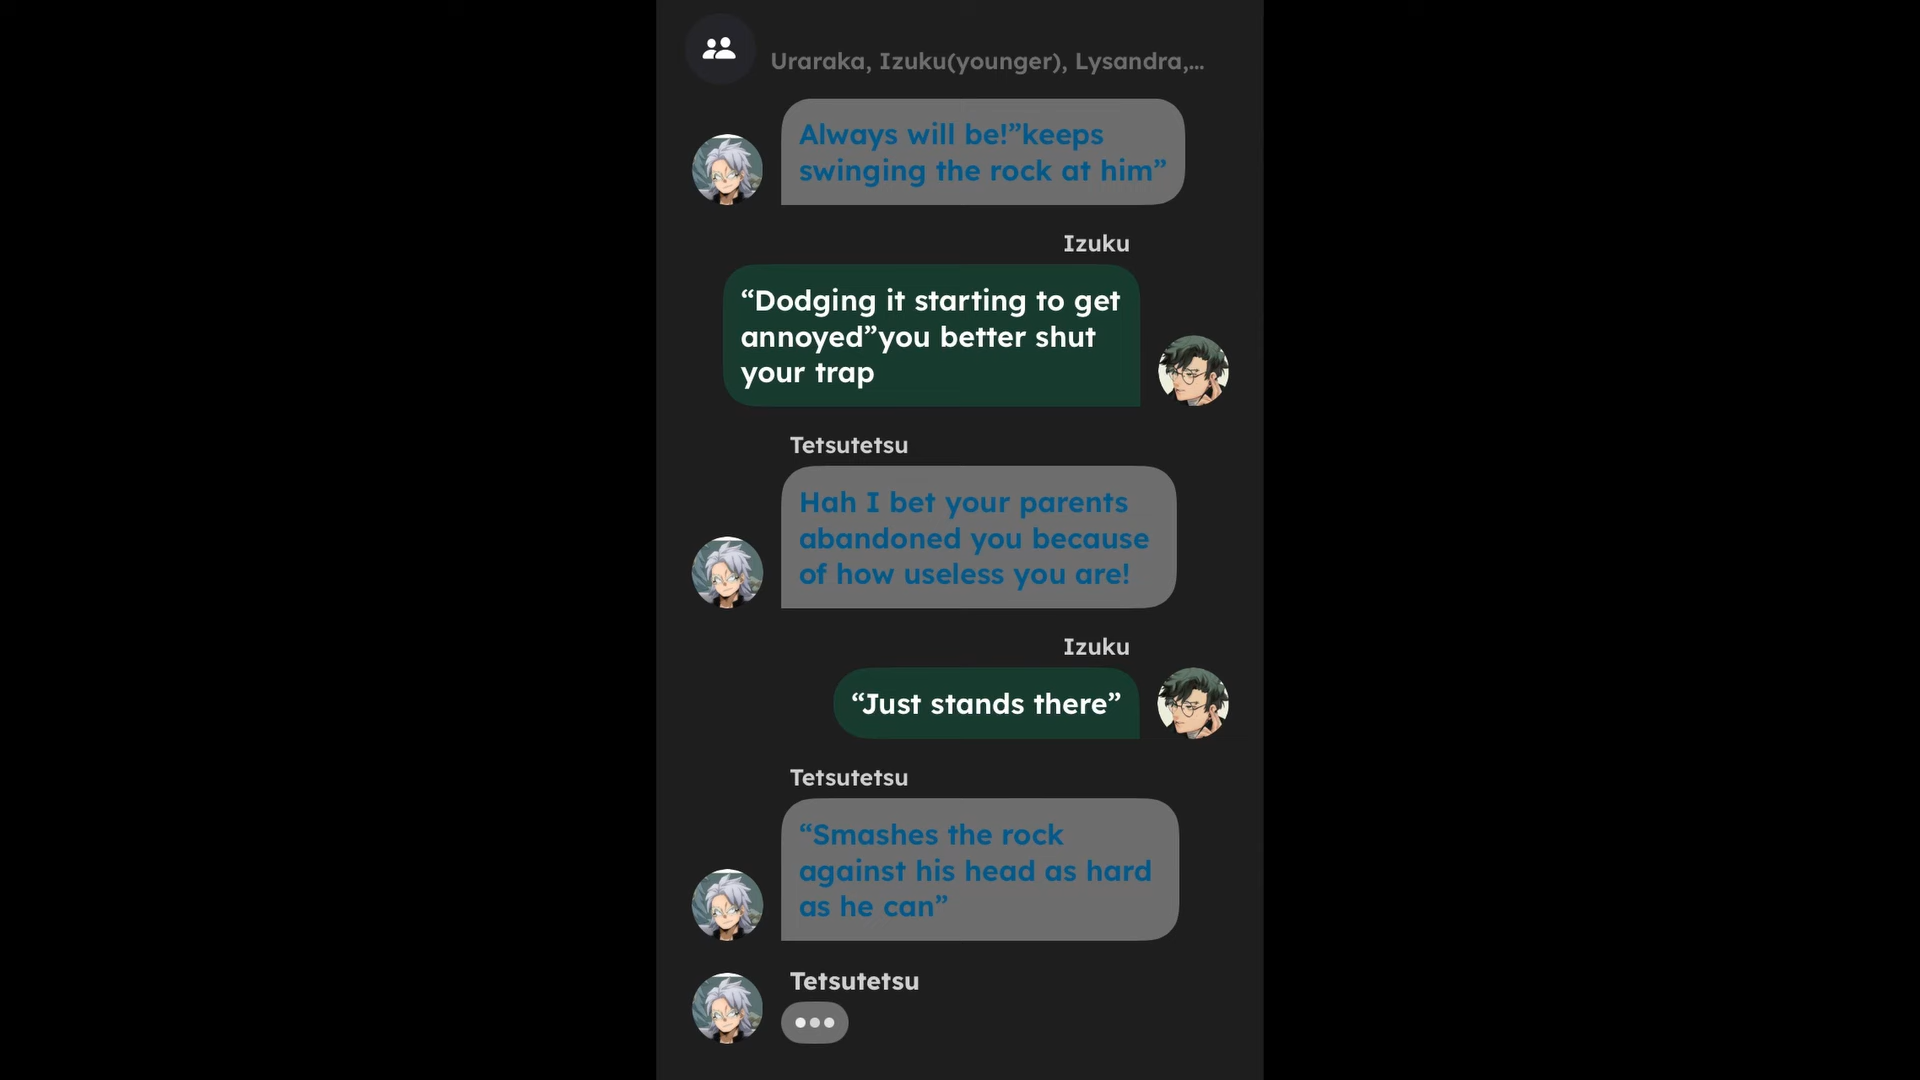 Uraraka, Izuku(younger), Lysandra,...
Always will be!”keeps
swinging the rock at him”
Izuku
“Dodging it starting to get
annoyed”you better shut
your trap
Tetsutetsu
Hah I bet your parents
abandoned you because
of how useless you are!
Izuku
“Just stands there”
Tetsutetsu
“Smashes the rock
against his head as hard
as he can”
Tetsutetsu